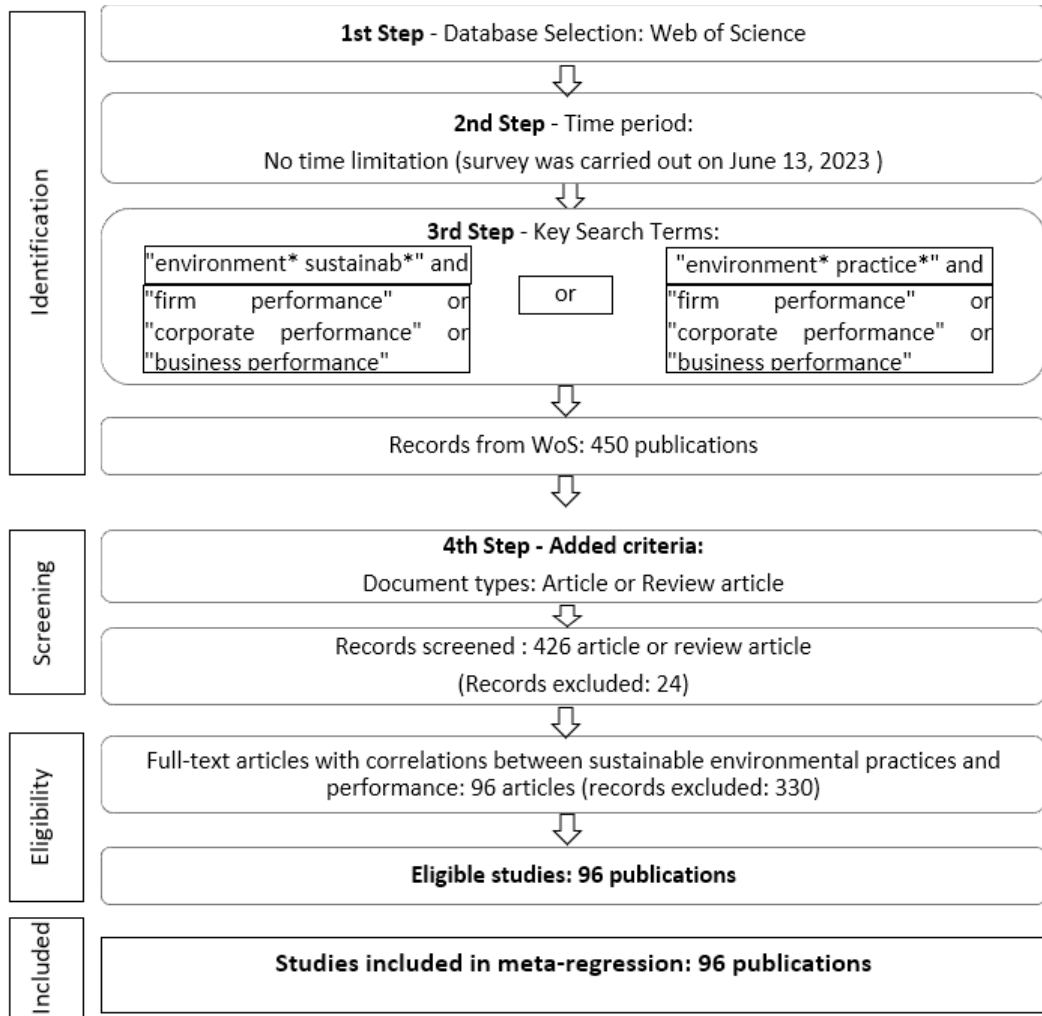 Identification
1st Step - Database Selection: Web of Science
2nd Step - Time period:
No time limitation (survey was carried out on June 13, 2023 )
3rd Step - Key Search Terms:
"environment* sustainab*" and
"firm performance" or
"corporate performance" or
"business performance"
or
"environment* practice*" and
"firm performance" or
"corporate performance" or
"business performance"
Records from WoS: 450 publications
Screening
4th Step - Added criteria:
Document types: Article or Review article
Records screened : 426 article or review article
(Records excluded: 24)
Eligibility
Full-text articles with correlations between sustainable environmental practices and
performance: 96 articles (records excluded: 330)
Eligible studies: 96 publications
Included
Studies included in meta-regression: 96 publications